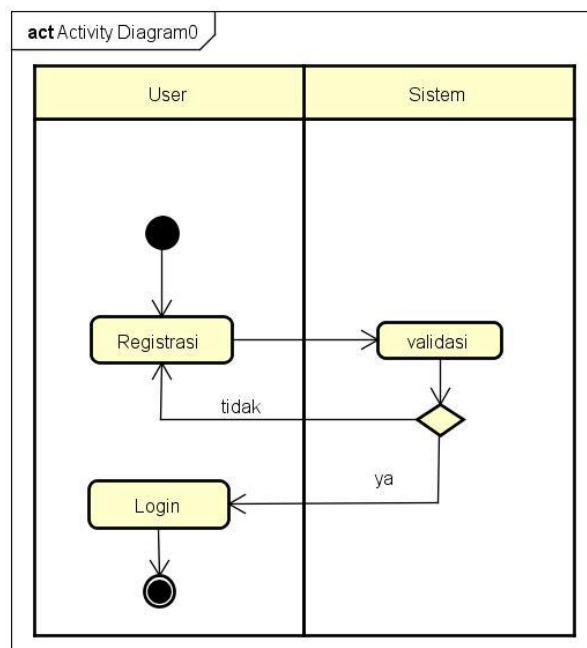 act Activity Diagram0
User
Sistem
Registrasi
validasi
tidak
ya
Login